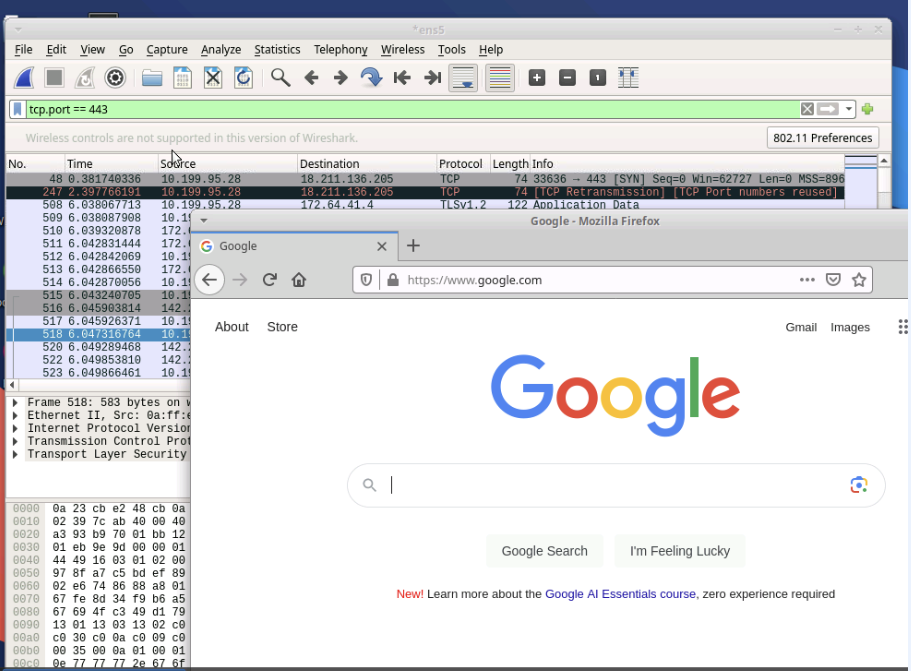 *ens5
File Edit View Go Capture Analyze Statistics Telephony Wireless Tools Help
tcp.port == 443
Wireless controls are not supported in this version of Wireshark.
802.11 Preferences
No. Time Source Destination Protocol Length Info
48 0.381740336 10.199.95.28 18.211.136.205 TCP 74 33636 → 443 [SYN] Seq=0 Win=62727 Len=0 MSS=896
247 2.397766191 10.199.95.28 18.211.136.205 TCP 74 [TCP Retransmission] [TCP Port numbers reused]
508 6.038067713 10.199.95.28 172.64.41.4 TLSv1.2 122 Application Data
509 6.038087908 10.19
510 6.039320878 172.6
511 6.042831444 172.6
512 6.042842069 10.19
513 6.042866550 172.6
514 6.042870056 10.19
515 6.043240705 10.19
516 6.045903814 142.2
517 6.045926371 10.19
518 6.047316764 10.19
520 6.049289468 142.2
522 6.049853810 142.2
523 6.049866461 10.19
Frame 518: 583 bytes on w
Ethernet II, Src: 0a:ff:e
Internet Protocol Version
Transmission Control Prot
Transport Layer Security
0000 0a 23 cb e2 48 cb 0a
0010 02 39 7c ab 40 00 40
0020 a3 93 b9 70 01 bb 12
0030 01 eb 9e 9d 00 00 01
0040 44 49 16 03 01 02 00
0050 97 8f a7 c5 bd ef 89
0060 02 e6 74 86 88 a8 01
0070 67 fe 8d 34 f9 b6 a5
0080 67 69 4f c3 49 d1 79
0090 13 01 13 03 13 02 c0
00a0 c0 30 c0 0a c0 09 c0
00b0 00 35 00 0a 01 00 01
00c0 0e 77 77 77 2e 67 6f
Google - Mozilla Firefox
Google
https://www.google.com
About Store Gmail Images
Google
Google Search I'm Feeling Lucky
New! Learn more about the Google AI Essentials course, zero experience required